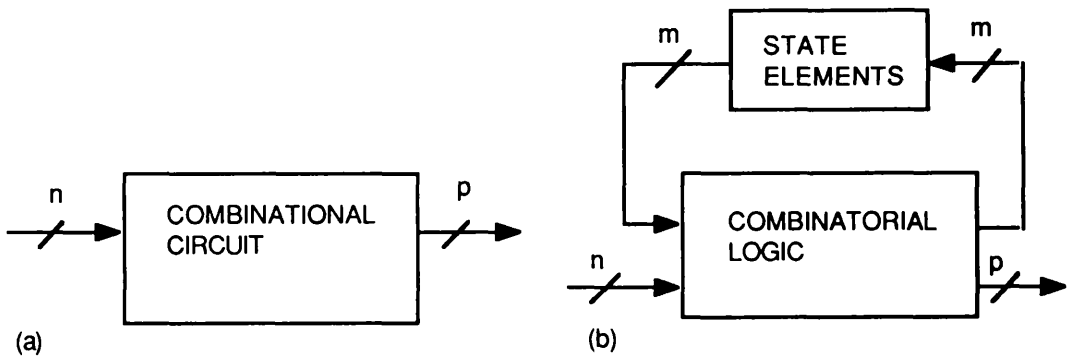 n
COMBINATIONAL
CIRCUIT
p
(a)
m
STATE
ELEMENTS
m
n
COMBINATORIAL
LOGIC
p
(b)